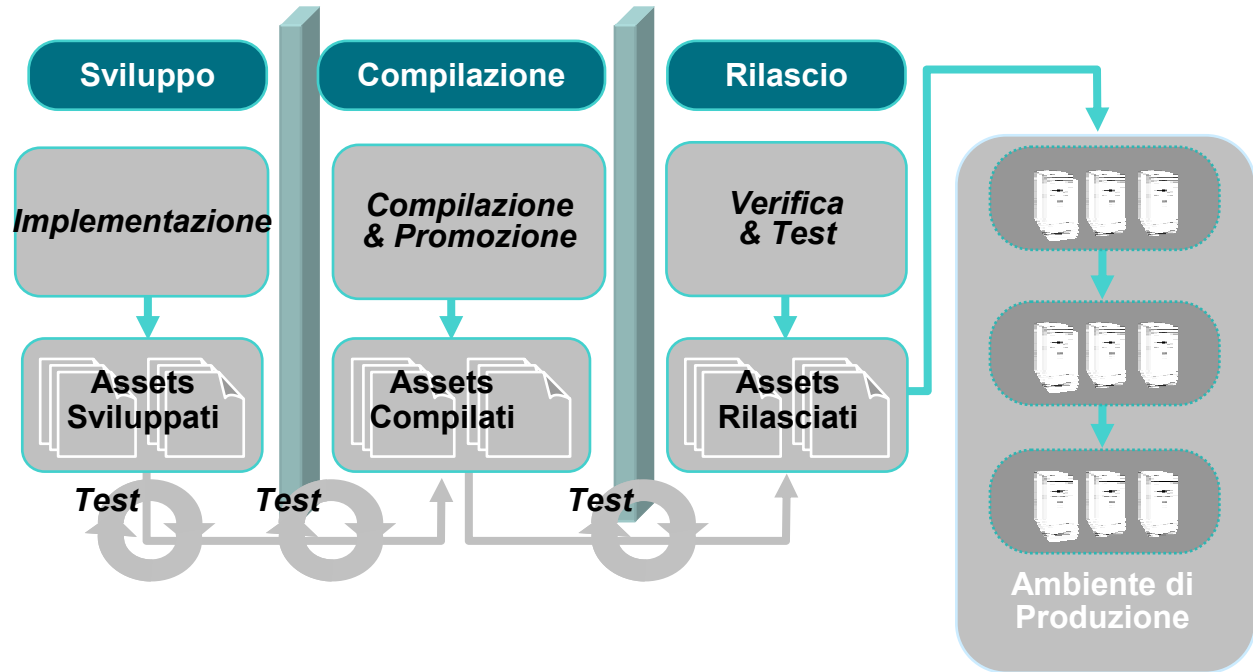 Sviluppo
Compilazione
Rilascio
Implementazione
Compilazione
& Promozione
Verifica
& Test
Assets
Sviluppati
Assets
Compilati
Assets
Rilasciati
Test
Test
Test
Ambiente di
Produzione